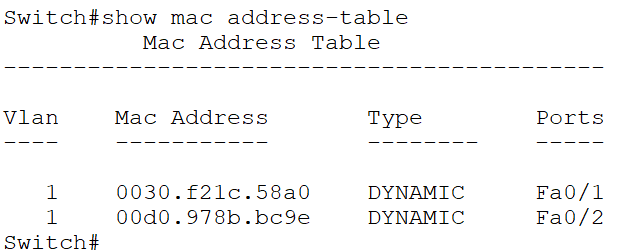 Switch#show mac address-table
Mac Address Table
-------------------------------------------
Vlan    Mac Address       Type        Ports
----    -----------       --------    -----
1    0030.f21c.58a0    DYNAMIC     Fa0/1
1    00d0.978b.bc9e    DYNAMIC     Fa0/2
Switch#